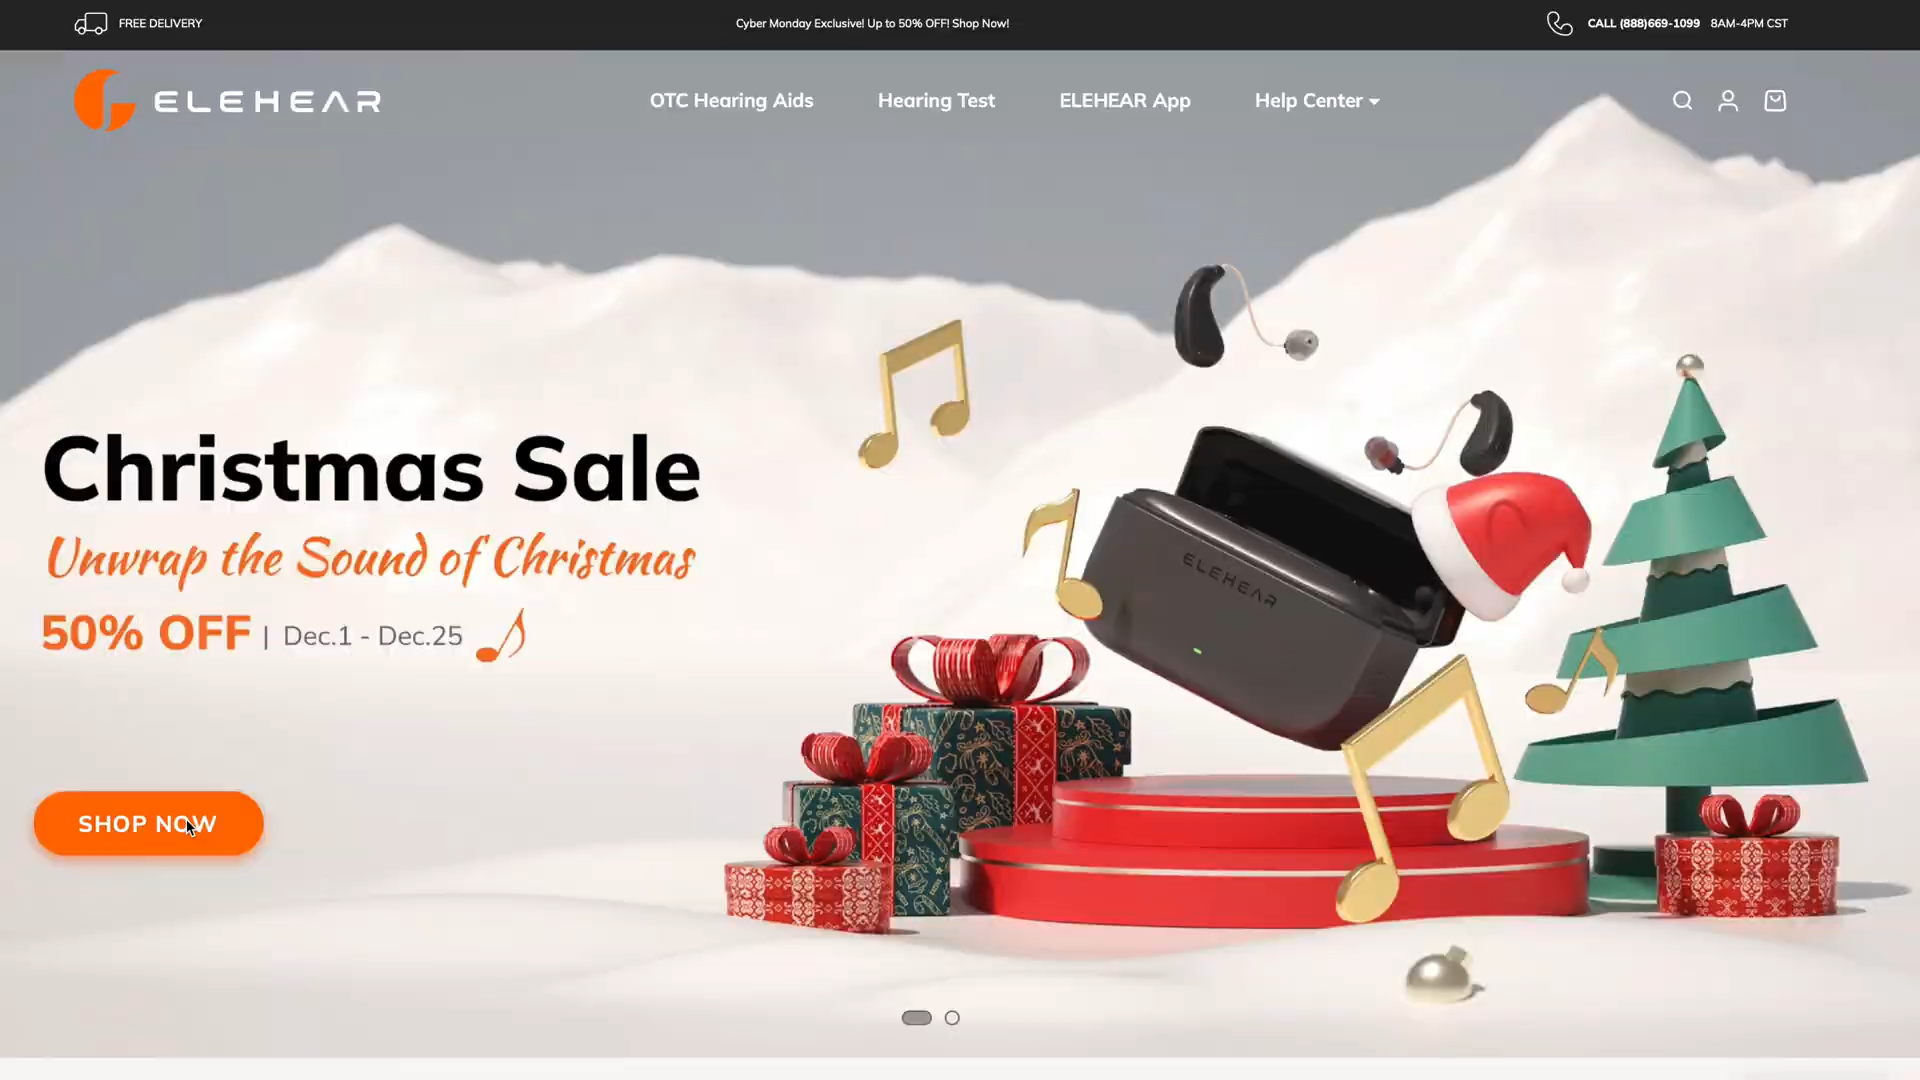 FREE DELIVERY
Cyber Monday Exclusive! Up to 50% OFF! Shop Now!
CALL (888)669-1099 8AM-4PM CST
ELEHEAR
OTC Hearing Aids
Hearing Test
ELEHEAR App
Help Center
Christmas Sale
Unwrap the Sound of Christmas
50% OFF | Dec.1 - Dec.25
ELEHEAR
SHOP NOW